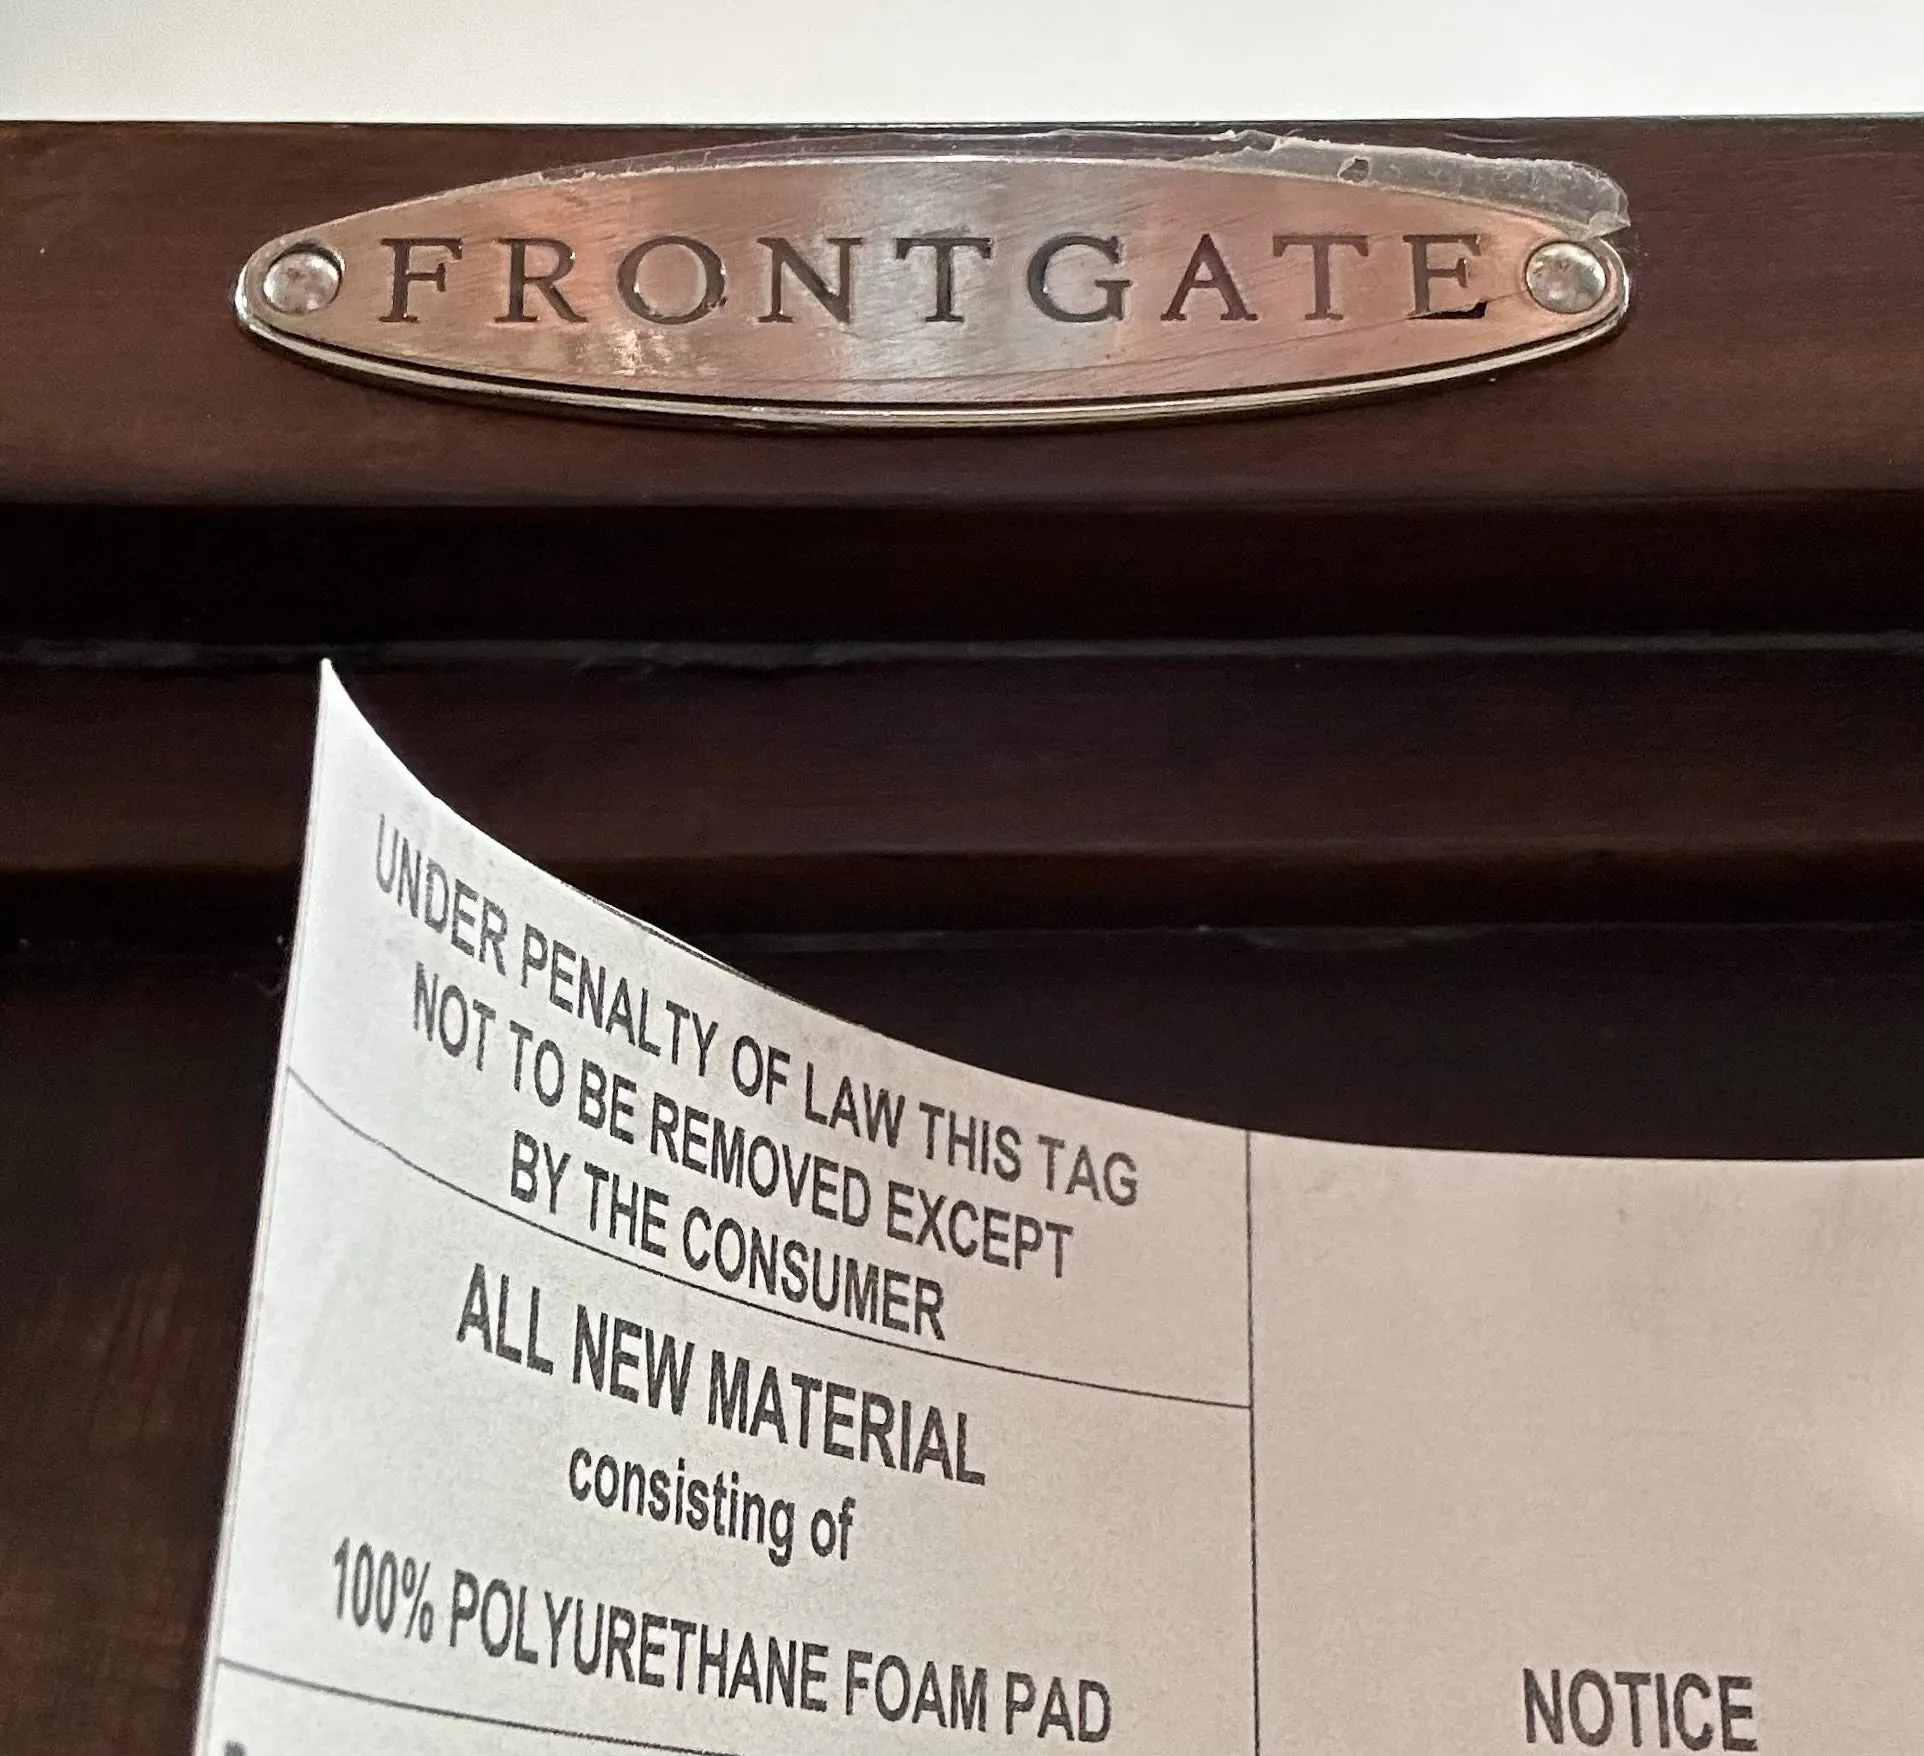 FRONTGATE
UNDER PENALTY OF LAW THIS TAG
NOT TO BE REMOVED EXCEPT
BY THE CONSUMER
ALL NEW MATERIAL
consisting of
100% POLYURETHANE FOAM PAD
NOTICE